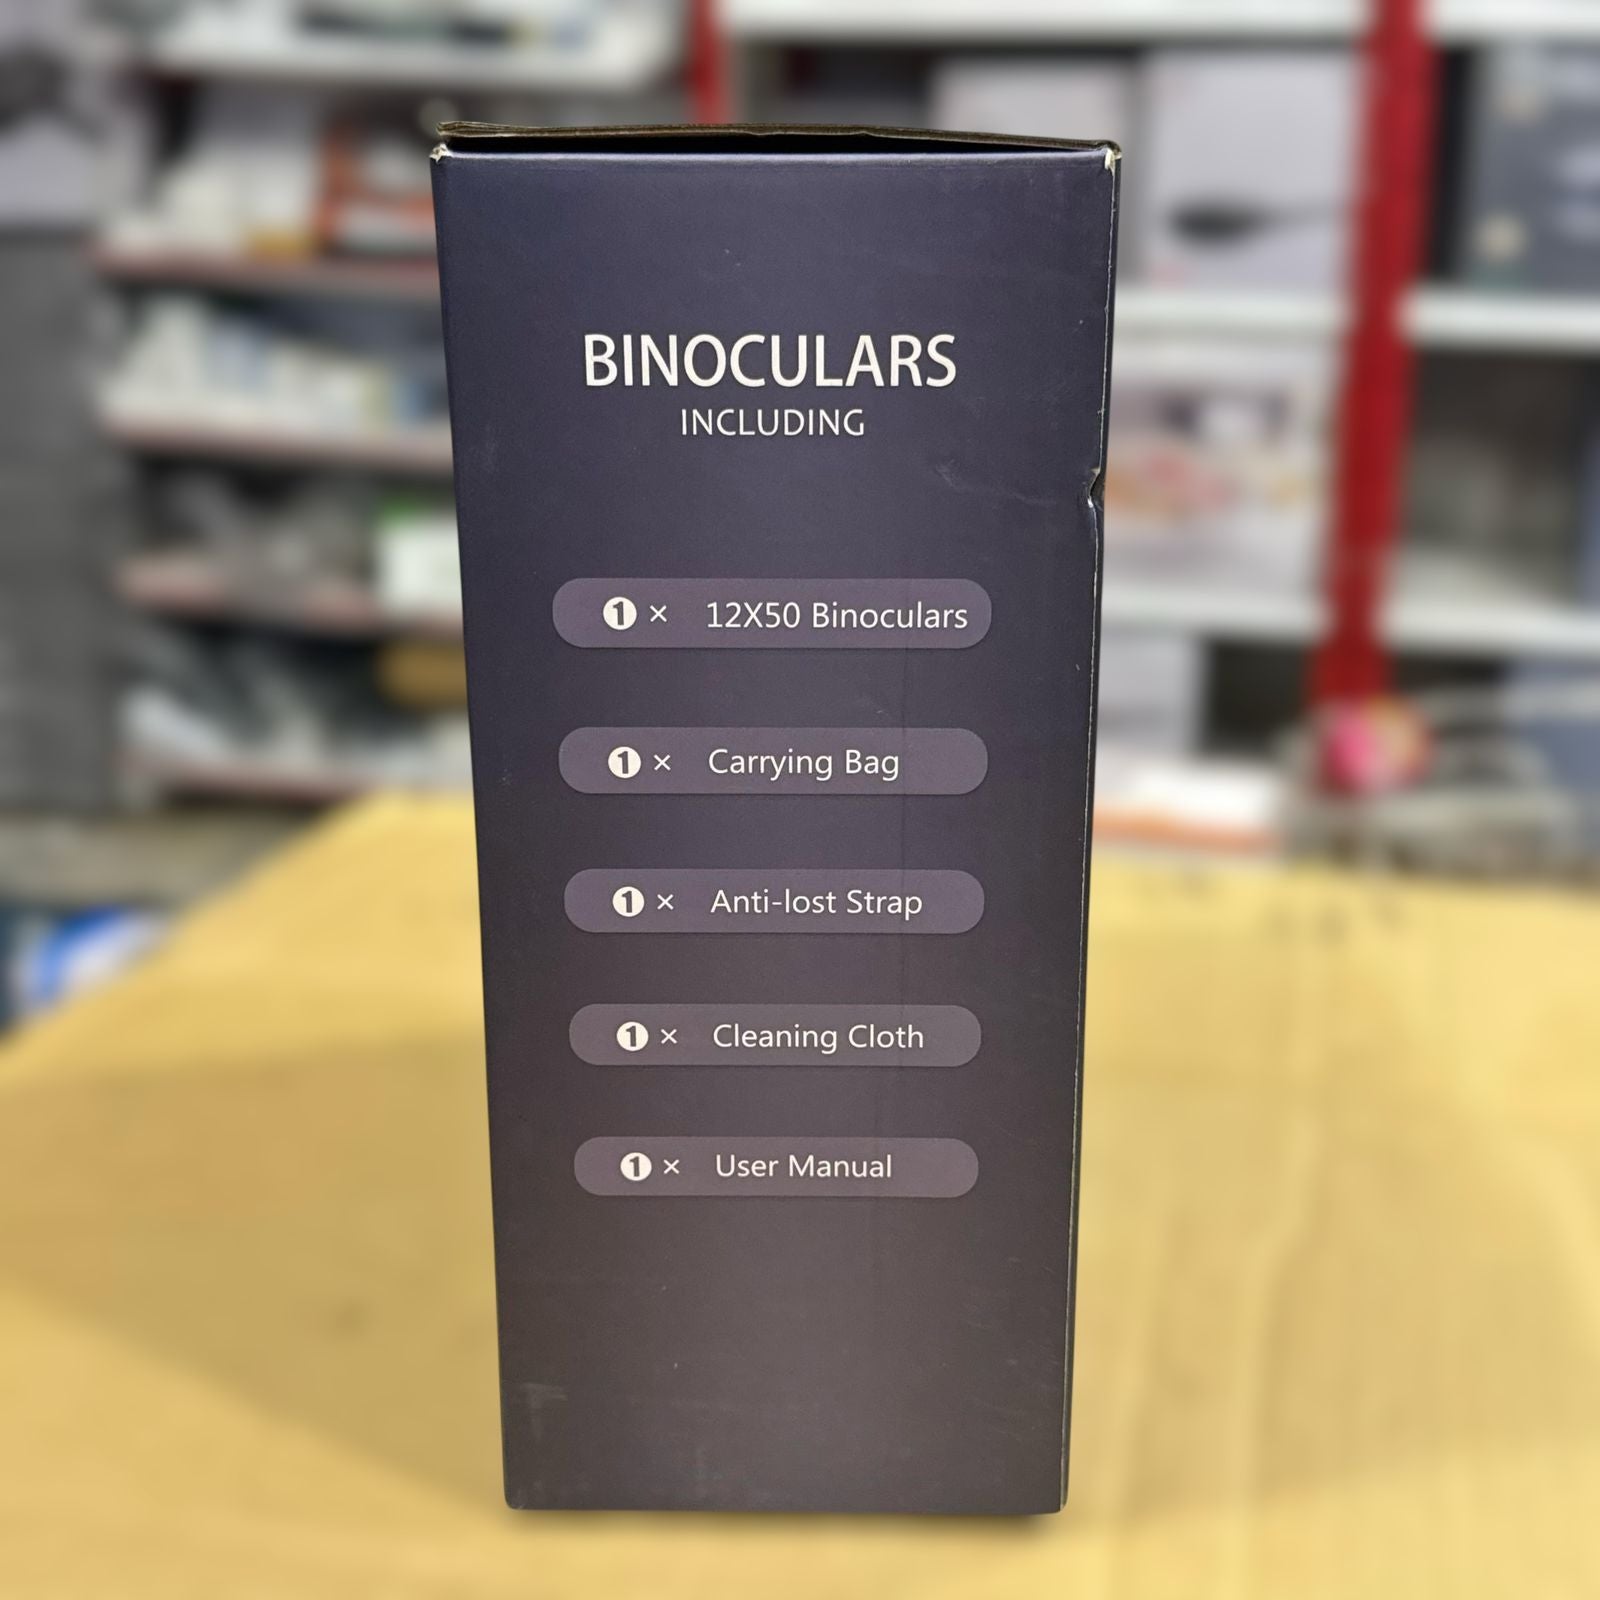 BINOCULARS
INCLUDING
1 × 12X50 Binoculars
1 × Carrying Bag
1 × Anti-lost Strap
1 × Cleaning Cloth
1 × User Manual